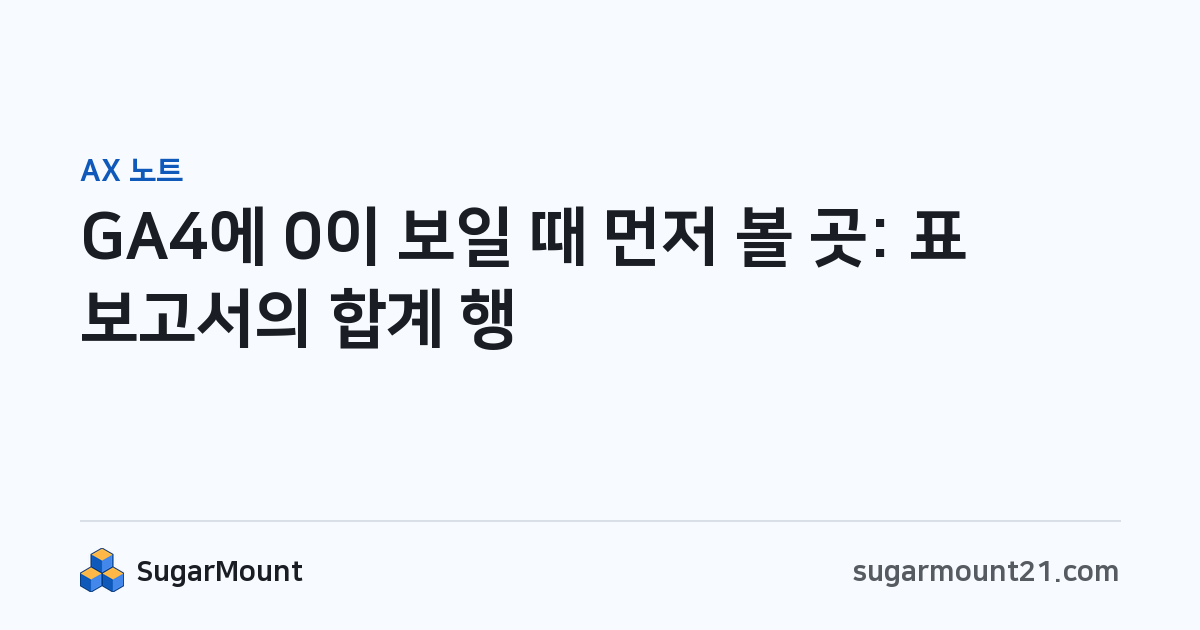 AX 노트
GA4에 0이 보일 때 먼저 볼 곳: 표
보고서의 합계 행
SugarMount
sugarmount21.com